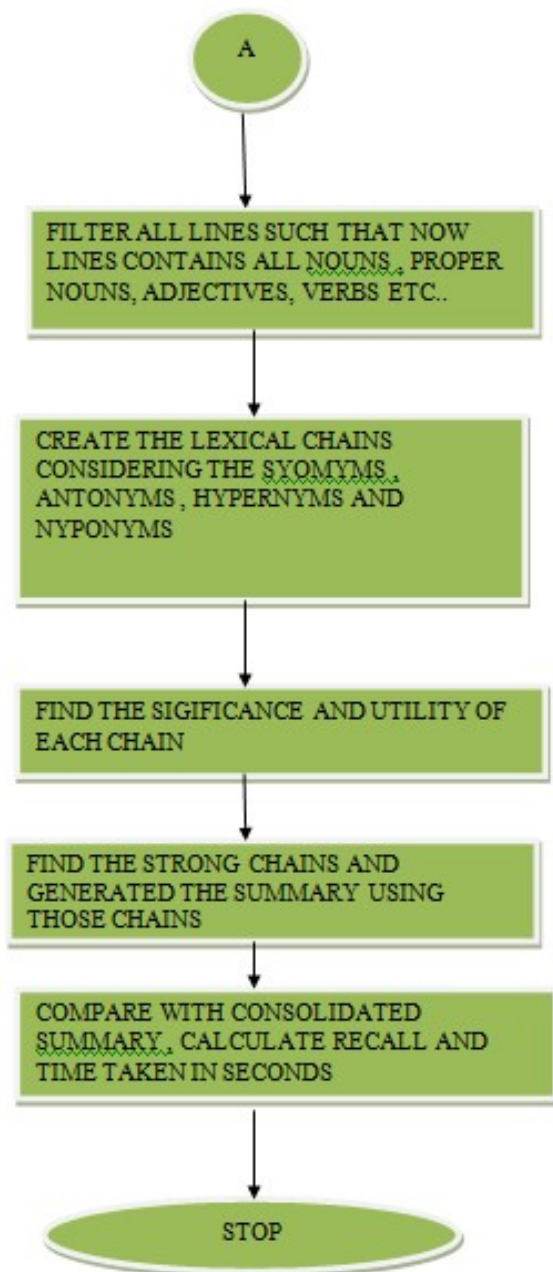 A
FILTER ALL LINES SUCH THAT NOW
LINES CONTAINS ALL NOUNS , PROPER
NOUNS, ADJECTIVES, VERBS ETC..
CREATE THE LEXICAL CHAINS
CONSIDERING THE SYOMYMS ,
ANTONYMS , HYPERNYMS AND
NYPONYMS
FIND THE SIGIFICANCE AND UTILITY OF
EACH CHAIN
FIND THE STRONG CHAINS AND
GENERATED THE SUMMARY USING
THOSE CHAINS
COMPARE WITH CONSOLIDATED
SUMMARY , CALCULATE RECALL AND
TIME TAKEN IN SECONDS
STOP